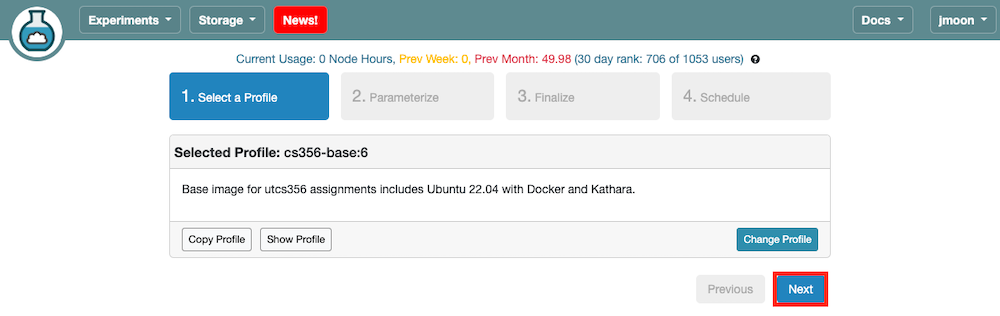 Experiments Storage News! Docs jmoon
Current Usage: 0 Node Hours, Prev Week: 0, Prev Month: 49.98 (30 day rank: 706 of 1053 users) ?
1. Select a Profile 2. Parameterize 3. Finalize 4. Schedule
Selected Profile: cs356-base:6
Base image for utcs356 assignments includes Ubuntu 22.04 with Docker and Kathara.
Copy Profile Show Profile Change Profile
Previous Next